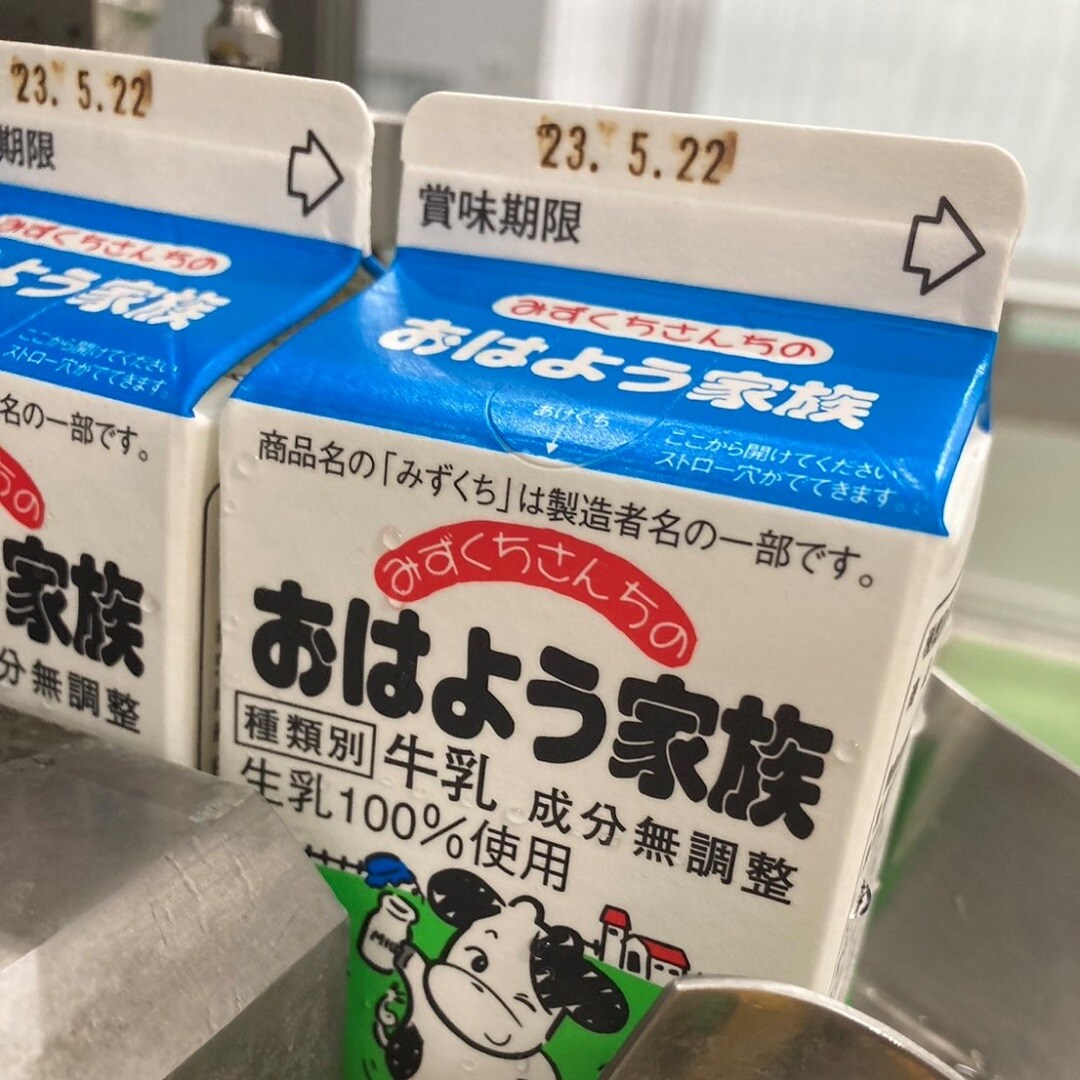 23. 5.22
期限
みずくちさんちの
よう家族
ここから開けてください
ストロー穴がでてきます。
名の一部です。
ちの
家族
分無調整
23. 5.22
賞味期限
みずくちさんちの
おはよう家族
あけくち
ここから開けてください
ストロー穴がでてきます。
商品名の「みずくち」は製造者名の一部です。
みずくちさんちの
おはよう家族
種類別 牛乳 成分無調整
生乳100%使用